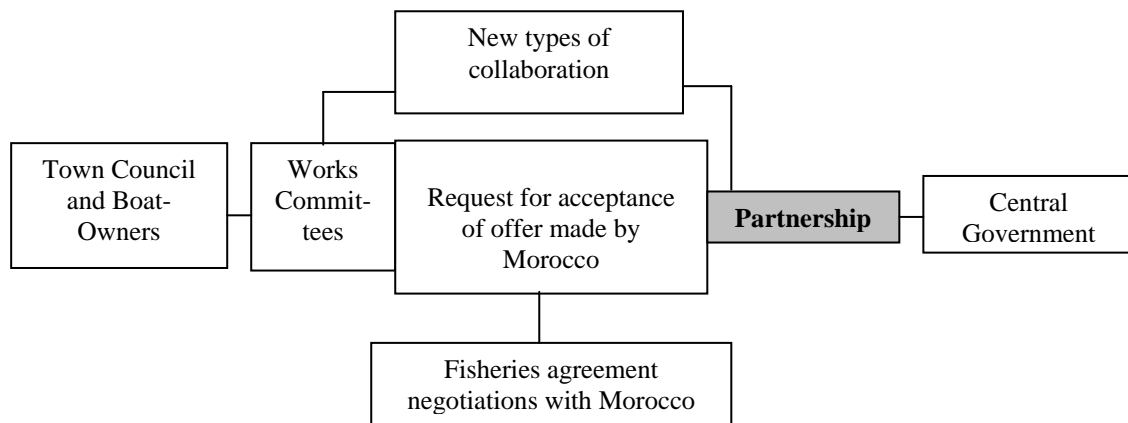 New types of
collaboration
Town Council
and Boat-
Owners
Works
Commit-
tees
Request for acceptance
of offer made by
Morocco
Partnership
Central
Government
Fisheries agreement
negotiations with Morocco